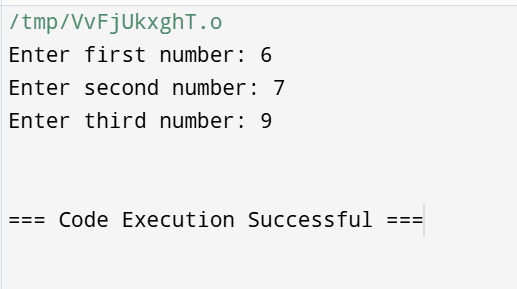 /tmp/VvFjUkxghT.o
Enter first number: 6
Enter second number: 7
Enter third number: 9
=== Code Execution Successful ===